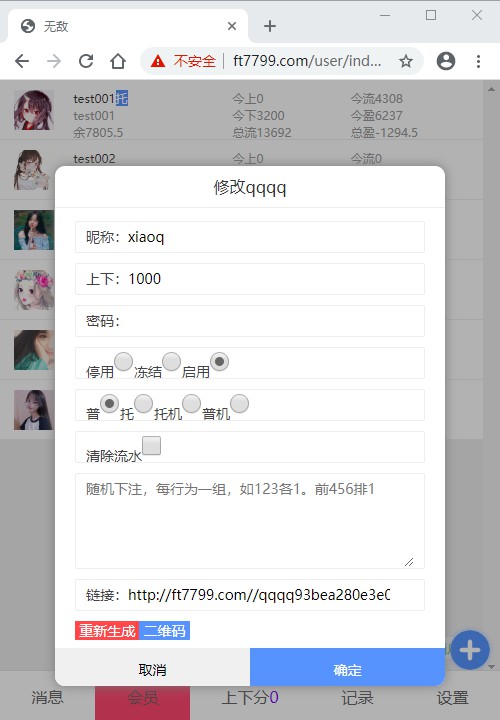 无敌
不安全 | ft7799.com/user/ind...
test001托 今上0 今流4308
test001 今下3200 今盈6237
余7805.5 总流13692 总盈-1294.5
test002 今上0 今流0
修改qqqq
昵称：xiaoq
上下：1000
密码：
停用 冻结 启用
普 托 托机 普机
清除流水
随机下注，每行为一组，如123各1。前456排1
链接：http://ft7799.com//qqqq93bea280e3e0
重新生成 二维码
取消 确定
消息 会员 上下分0 记录 设置